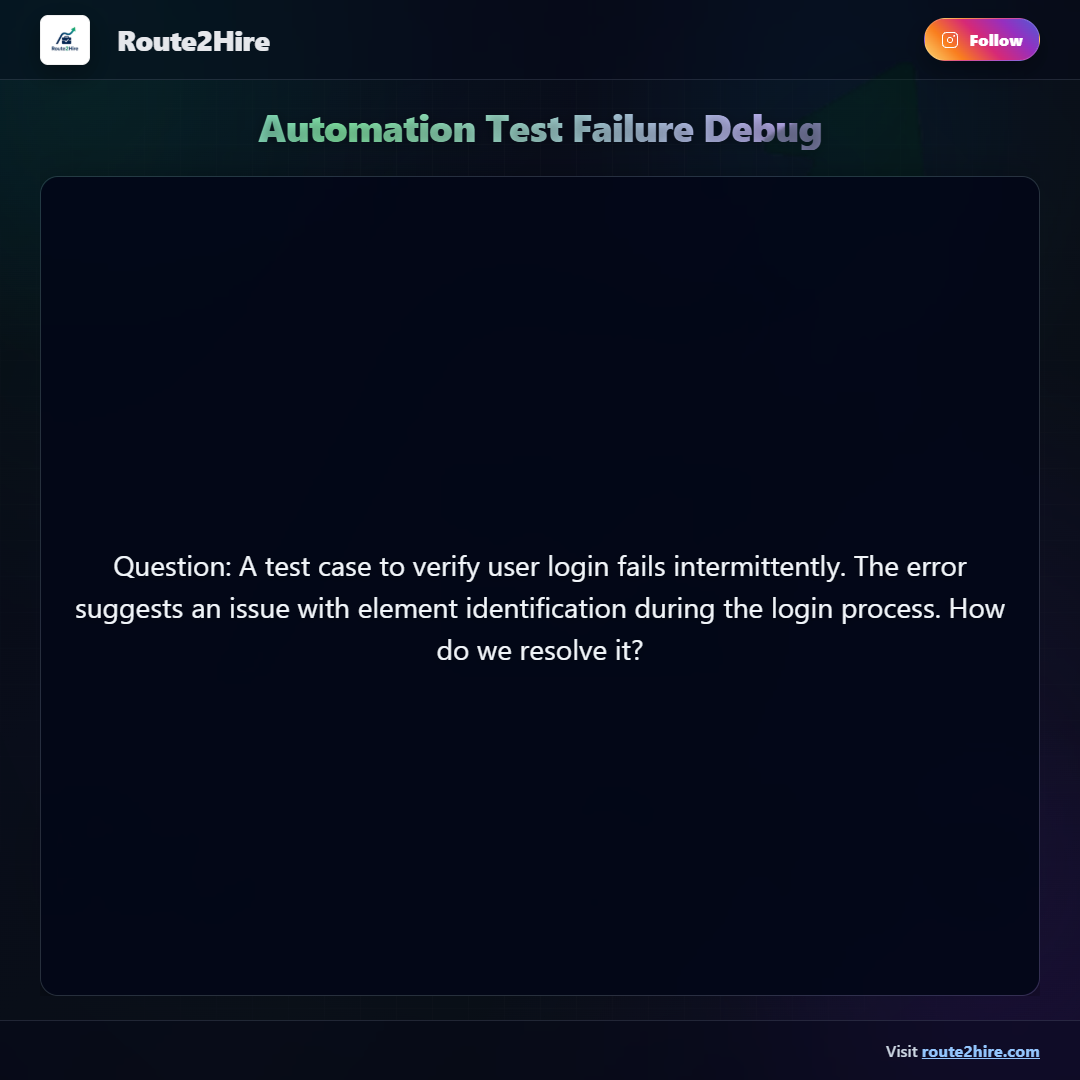 Route2Hire
Route2Hire
Follow
Automation Test Failure Debug
Question: A test case to verify user login fails intermittently. The error
suggests an issue with element identification during the login process. How
do we resolve it?
Visit route2hire.com